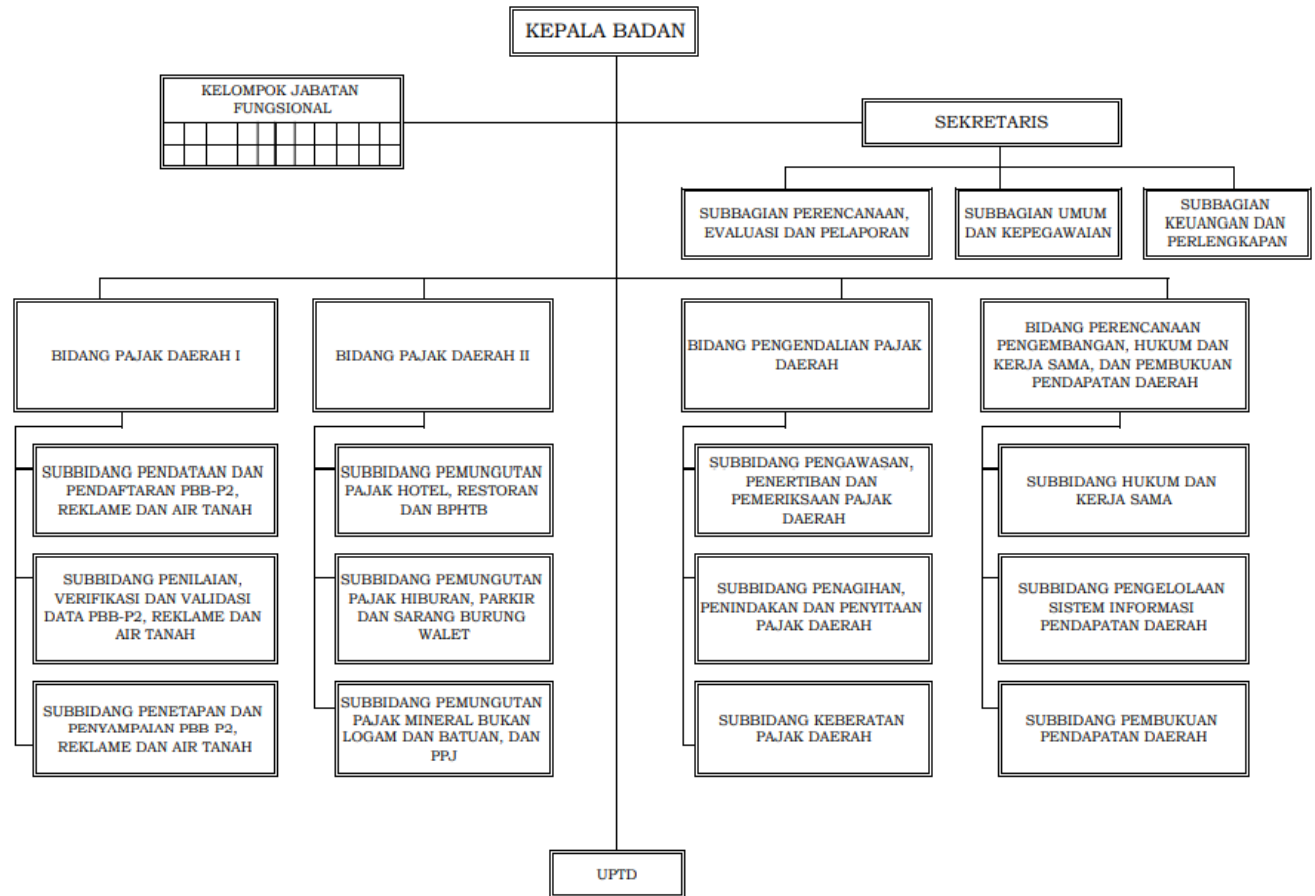 KEPALA BADAN
KELOMPOK JABATAN
FUNGSIONAL
SEKRETARIS
SUBBAGIAN PERENCANAAN,
EVALUASI DAN PELAPORAN
SUBBAGIAN UMUM
DAN KEPEGAWAIAN
SUBBAGIAN
KEUANGAN DAN
PERLENGKAPAN
BIDANG PAJAK DAERAH I
BIDANG PAJAK DAERAH II
BIDANG PENGENDALIAN PAJAK
DAERAH
BIDANG PERENCANAAN
PENGEMBANGAN, HUKUM DAN
KERJA SAMA, DAN PEMBUKUAN
PENDAPATAN DAERAH
SUBBIDANG PENDATAAN DAN
PENDAFTARAN PBB-P2,
REKLAME DAN AIR TANAH
SUBBIDANG PEMUNGUTAN
PAJAK HOTEL, RESTORAN
DAN BPHTB
SUBBIDANG PENGAWASAN,
PENERTIBAN DAN
PEMERIKSAAN PAJAK
DAERAH
SUBBIDANG HUKUM DAN
KERJA SAMA
SUBBIDANG PENILAIAN,
VERIFIKASI DAN VALIDASI
DATA PBB-P2, REKLAME DAN
AIR TANAH
SUBBIDANG PEMUNGUTAN
PAJAK HIBURAN, PARKIR
DAN SARANG BURUNG
WALET
SUBBIDANG PENAGIHAN,
PENINDAKAN DAN PENYITAAN
PAJAK DAERAH
SUBBIDANG PENGELOLAAN
SISTEM INFORMASI
PENDAPATAN DAERAH
SUBBIDANG PENETAPAN DAN
PENYAMPAIAN PBB P2,
REKLAME DAN AIR TANAH
SUBBIDANG PEMUNGUTAN
PAJAK MINERAL BUKAN
LOGAM DAN BATUAN, DAN
PPJ
SUBBIDANG KEBERATAN
PAJAK DAERAH
SUBBIDANG PEMBUKUAN
PENDAPATAN DAERAH
UPTD